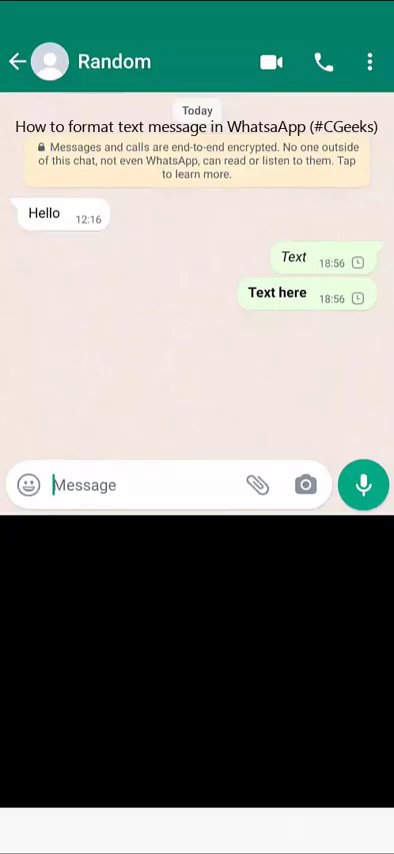 Random
Today
How to format text message in WhatsaApp (#CGeeks)
Messages and calls are end-to-end encrypted. No one outside
of this chat, not even WhatsApp, can read or listen to them. Tap
to learn more.
Hello 12:16
Text 18:56
Text here 18:56
Message